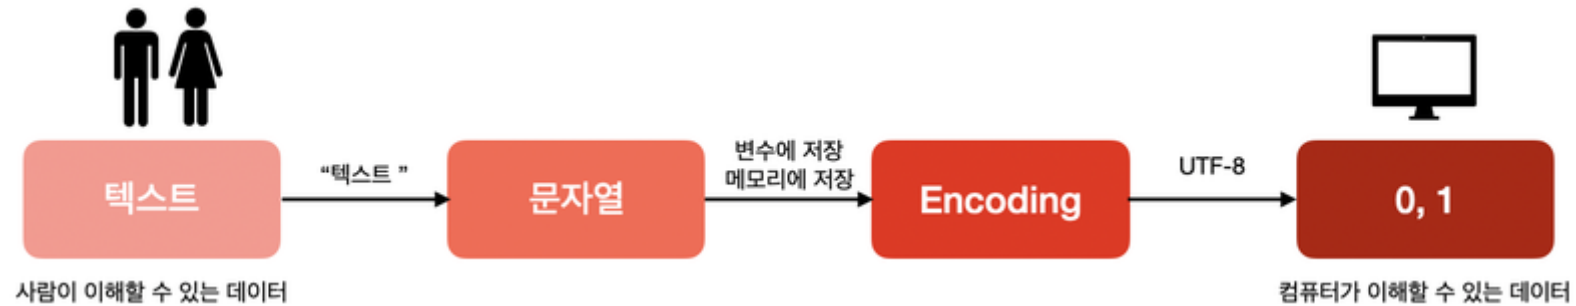 텍스트
“텍스트 ”
문자열
변수에 저장
메모리에 저장
Encoding
UTF-8
0, 1
사람이 이해할 수 있는 데이터
컴퓨터가 이해할 수 있는 데이터